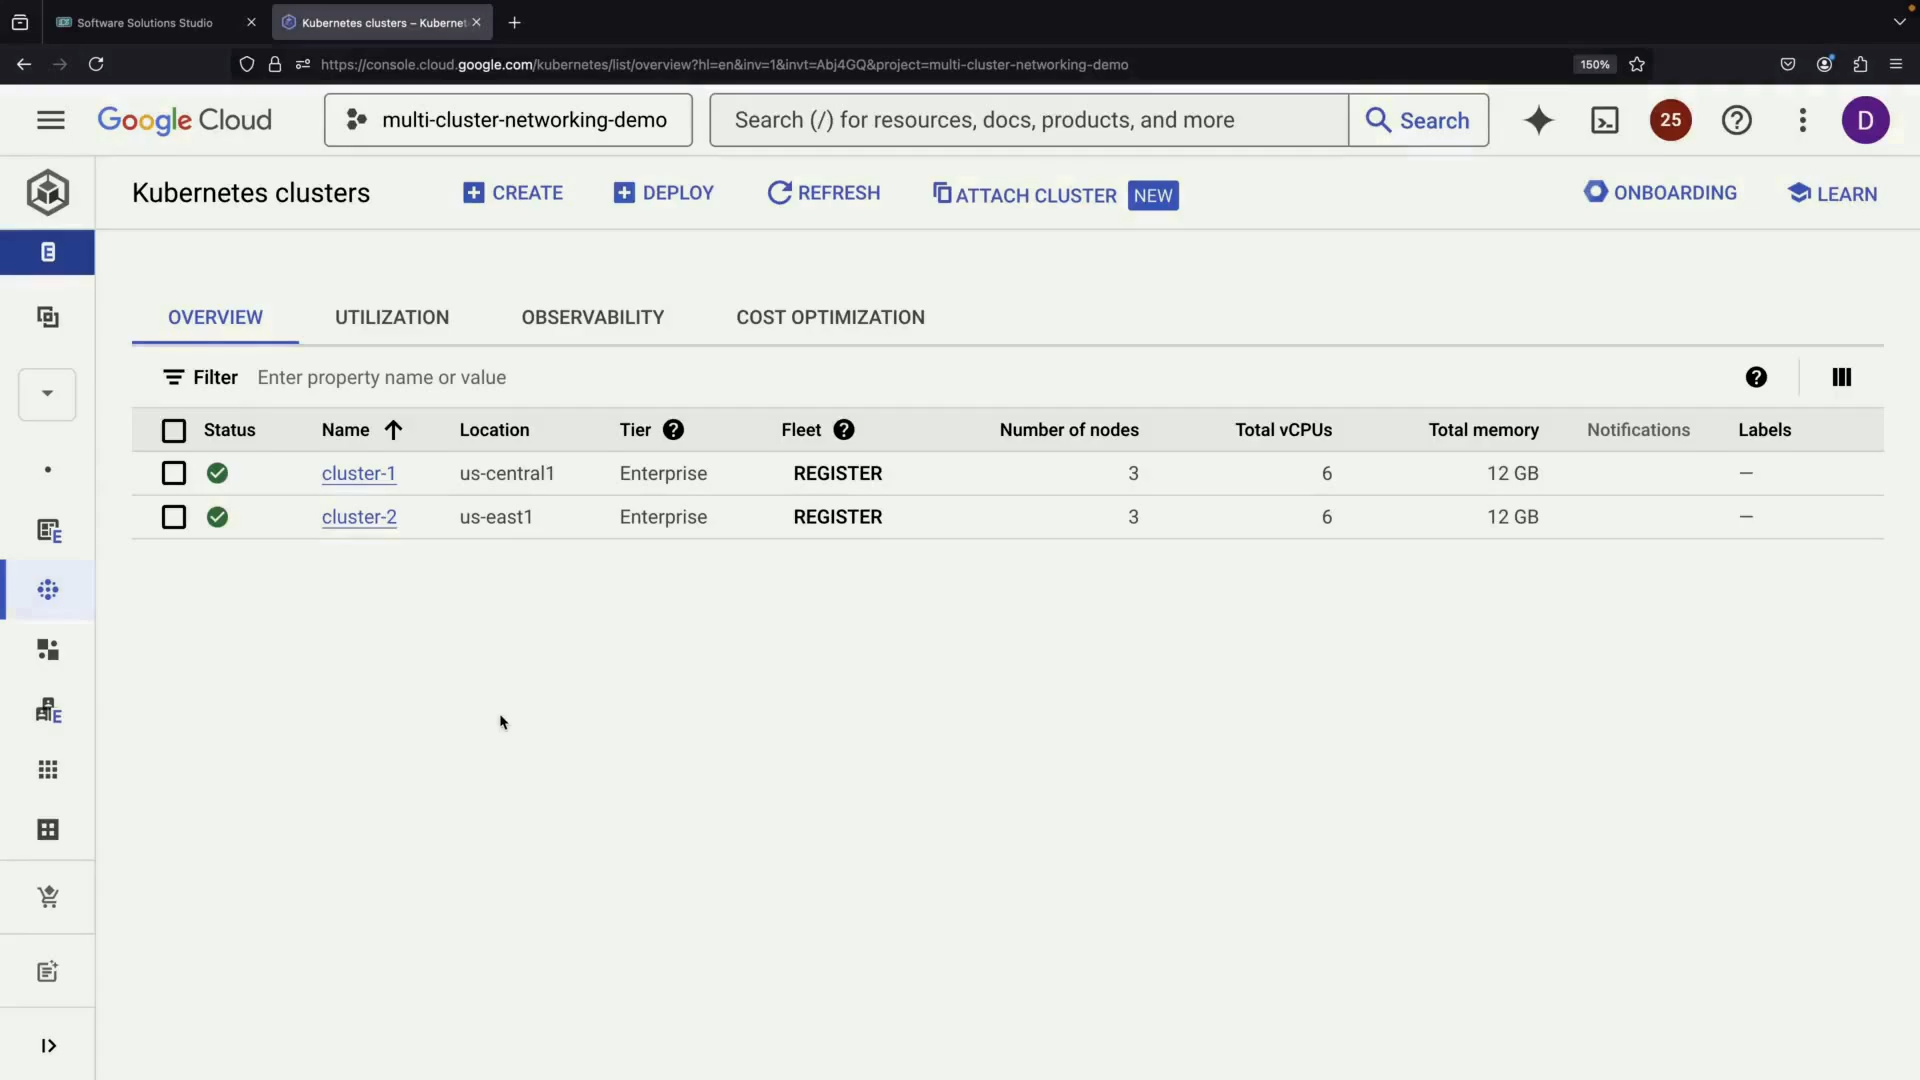 Software Solutions Studio
Kubernetes clusters – Kubernet
https://console.cloud.google.com/kubernetes/list/overview?hl=en&inv=1&invt=Abj4GQ&project=multi-cluster-networking-demo
150%
Google Cloud
multi-cluster-networking-demo
Search (/) for resources, docs, products, and more
Search
25
D
Kubernetes clusters
CREATE
DEPLOY
REFRESH
ATTACH CLUSTER NEW
ONBOARDING
LEARN
E
OVERVIEW UTILIZATION OBSERVABILITY COST OPTIMIZATION
Filter Enter property name or value
Status Name Location Tier Fleet Number of nodes Total vCPUs Total memory Notifications Labels
cluster-1 us-central1 Enterprise REGISTER 3 6 12 GB —
cluster-2 us-east1 Enterprise REGISTER 3 6 12 GB —
E
E